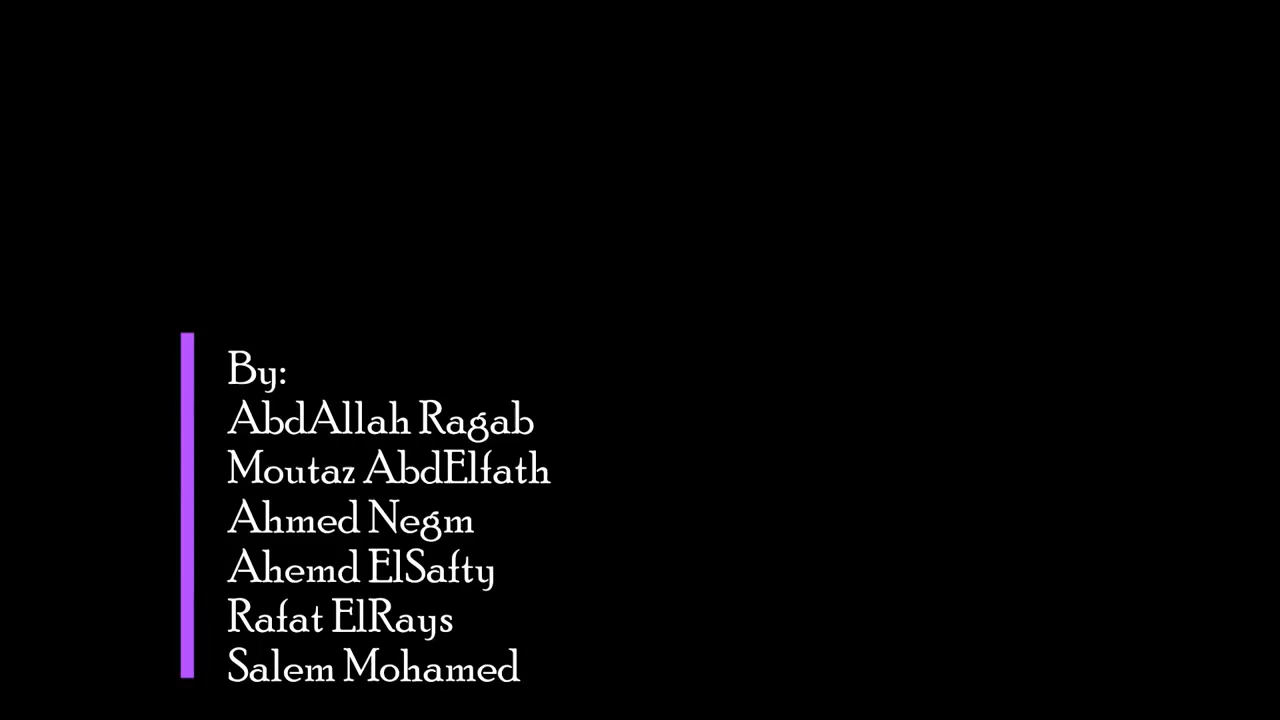 By:
AbdAllah Ragab
Moutaz AbdElfath
Ahmed Negm
Ahemd ElSafty
Rafat ElRays
Salem Mohamed